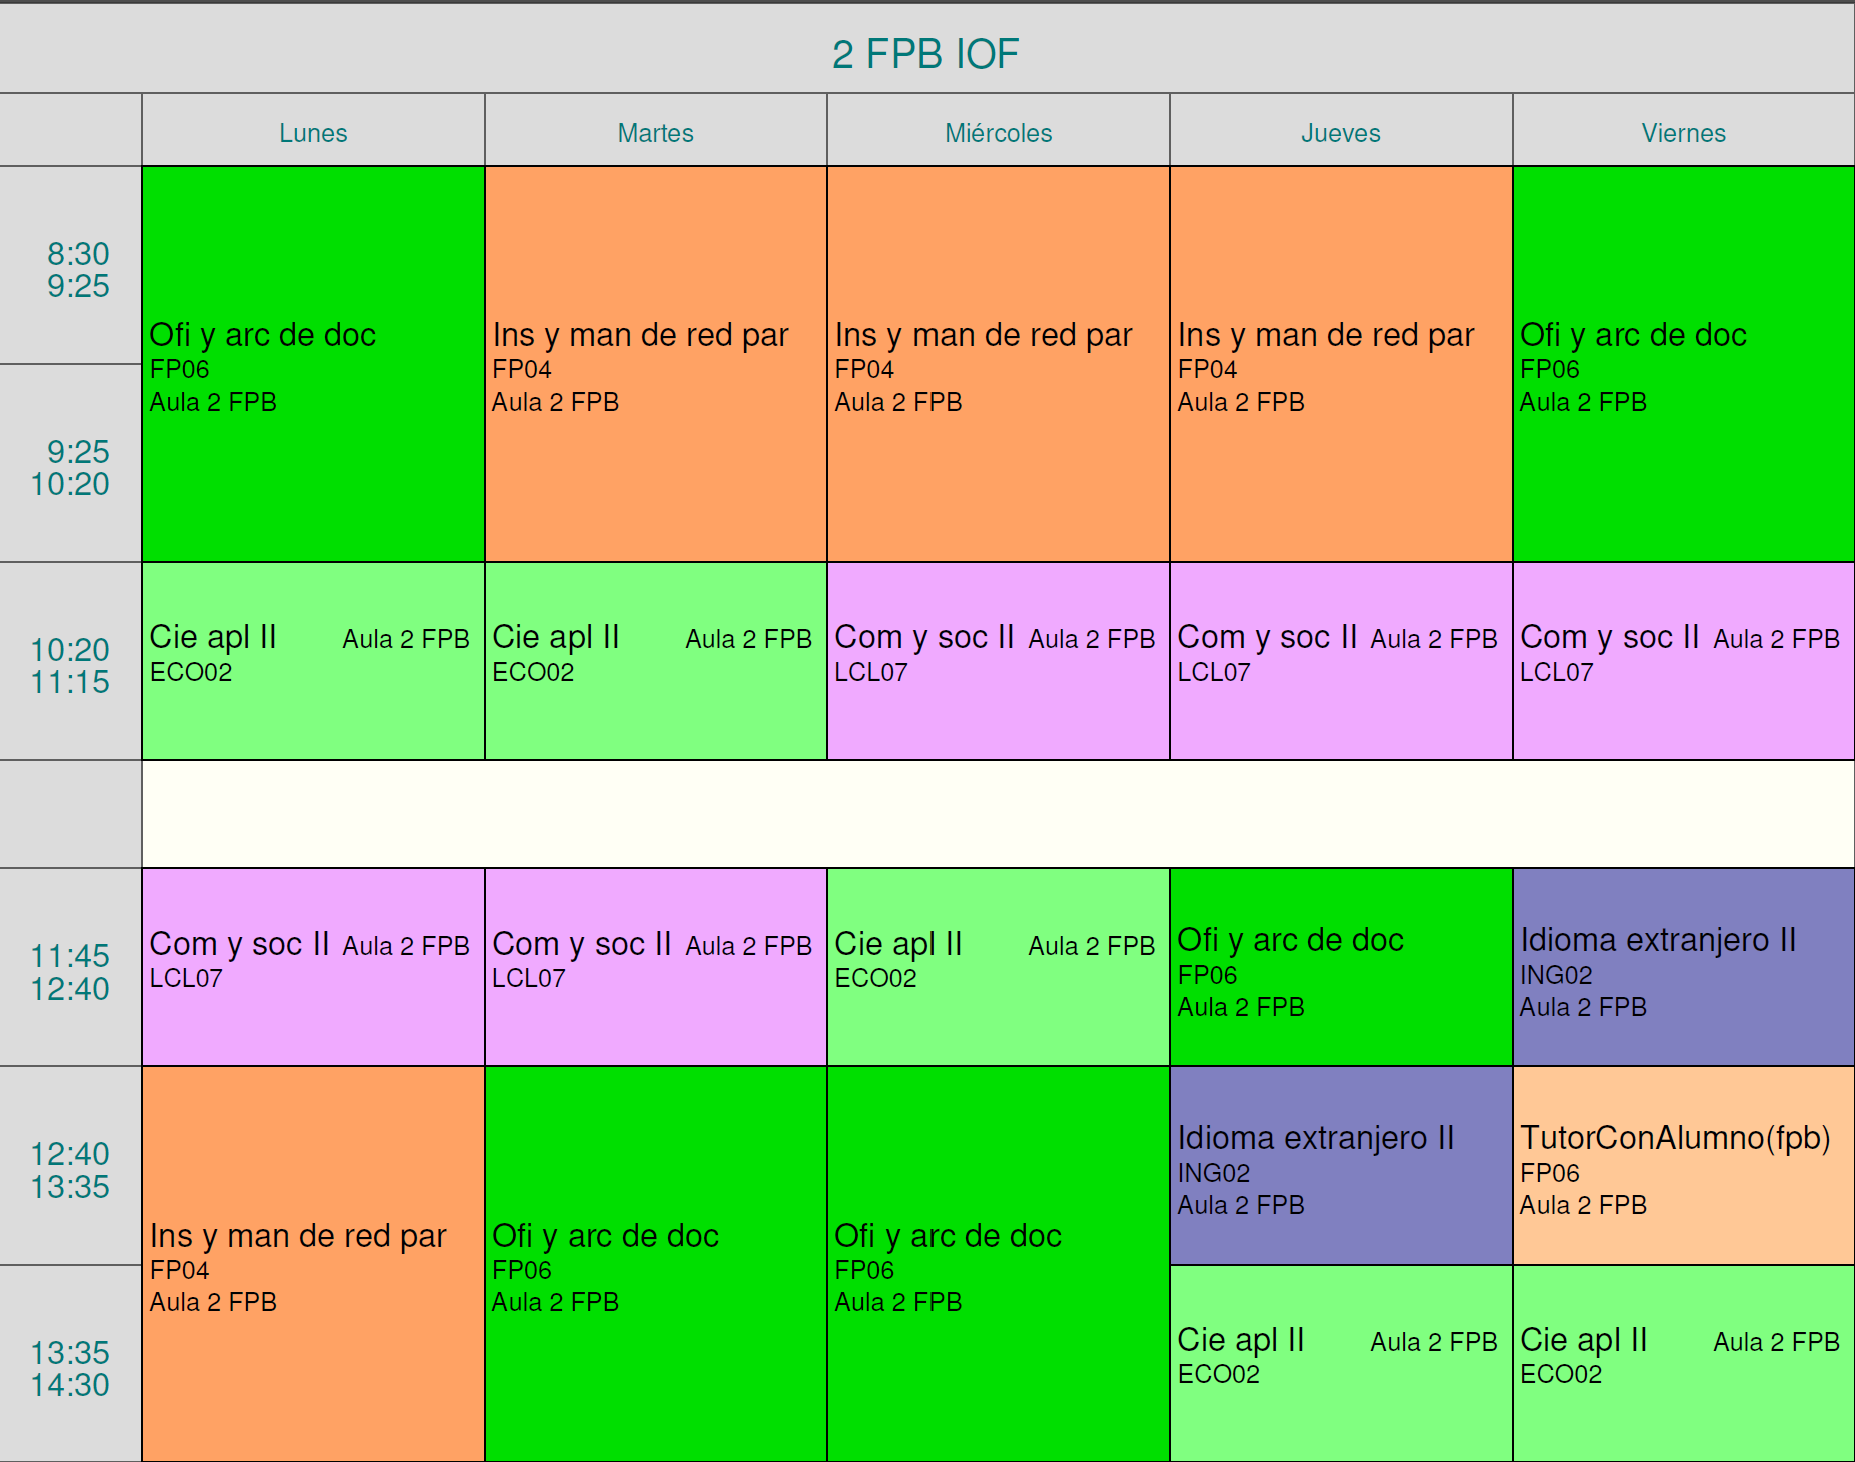 2 FPB IOF
Lunes Martes Miércoles Jueves Viernes
8:30
9:25
Ofi y arc de doc
FP06
Aula 2 FPB
Ins y man de red par
FP04
Aula 2 FPB
Ins y man de red par
FP04
Aula 2 FPB
Ins y man de red par
FP04
Aula 2 FPB
Ofi y arc de doc
FP06
Aula 2 FPB
9:25
10:20
10:20
11:15
Cie apl II Aula 2 FPB
ECO02
Cie apl II Aula 2 FPB
ECO02
Com y soc II Aula 2 FPB
LCL07
Com y soc II Aula 2 FPB
LCL07
Com y soc II Aula 2 FPB
LCL07
11:45
12:40
Com y soc II Aula 2 FPB
LCL07
Com y soc II Aula 2 FPB
LCL07
Cie apl II Aula 2 FPB
ECO02
Ofi y arc de doc
FP06
Aula 2 FPB
Idioma extranjero II
ING02
Aula 2 FPB
12:40
13:35
Ins y man de red par
FP04
Aula 2 FPB
Ofi y arc de doc
FP06
Aula 2 FPB
Ofi y arc de doc
FP06
Aula 2 FPB
Idioma extranjero II
ING02
Aula 2 FPB
TutorConAlumno(fpb)
FP06
Aula 2 FPB
13:35
14:30
Cie apl II Aula 2 FPB
ECO02
Cie apl II Aula 2 FPB
ECO02